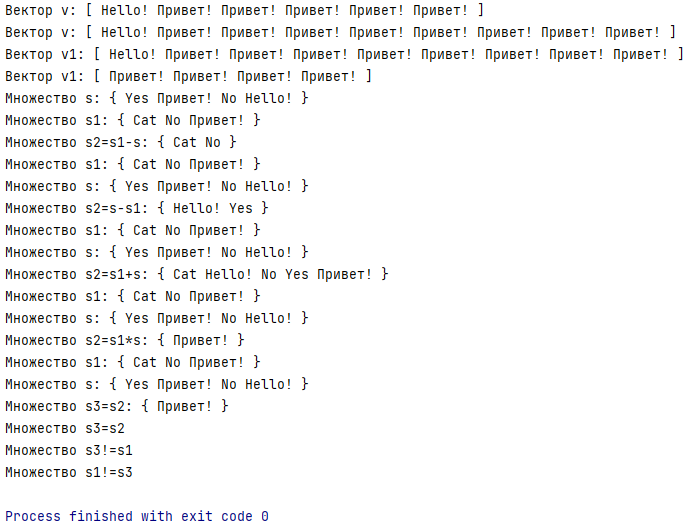 Вектор v: [ Hello! Привет! Привет! Привет! Привет! Привет! ]
Вектор v: [ Hello! Привет! Привет! Привет! Привет! Привет! Привет! Привет! Привет! ]
Вектор v1: [ Hello! Привет! Привет! Привет! Привет! Привет! Привет! Привет! Привет! ]
Вектор v1: [ Привет! Привет! Привет! Привет! ]
Множество s: { Yes Привет! No Hello! }
Множество s1: { Cat No Привет! }
Множество s2=s1-s: { Cat No }
Множество s1: { Cat No Привет! }
Множество s: { Yes Привет! No Hello! }
Множество s2=s-s1: { Hello! Yes }
Множество s1: { Cat No Привет! }
Множество s: { Yes Привет! No Hello! }
Множество s2=s1+s: { Cat Hello! No Yes Привет! }
Множество s1: { Cat No Привет! }
Множество s: { Yes Привет! No Hello! }
Множество s2=s1*s: { Привет! }
Множество s1: { Cat No Привет! }
Множество s: { Yes Привет! No Hello! }
Множество s3=s2: { Привет! }
Множество s3=s2
Множество s3!=s1
Множество s1!=s3
Process finished with exit code 0